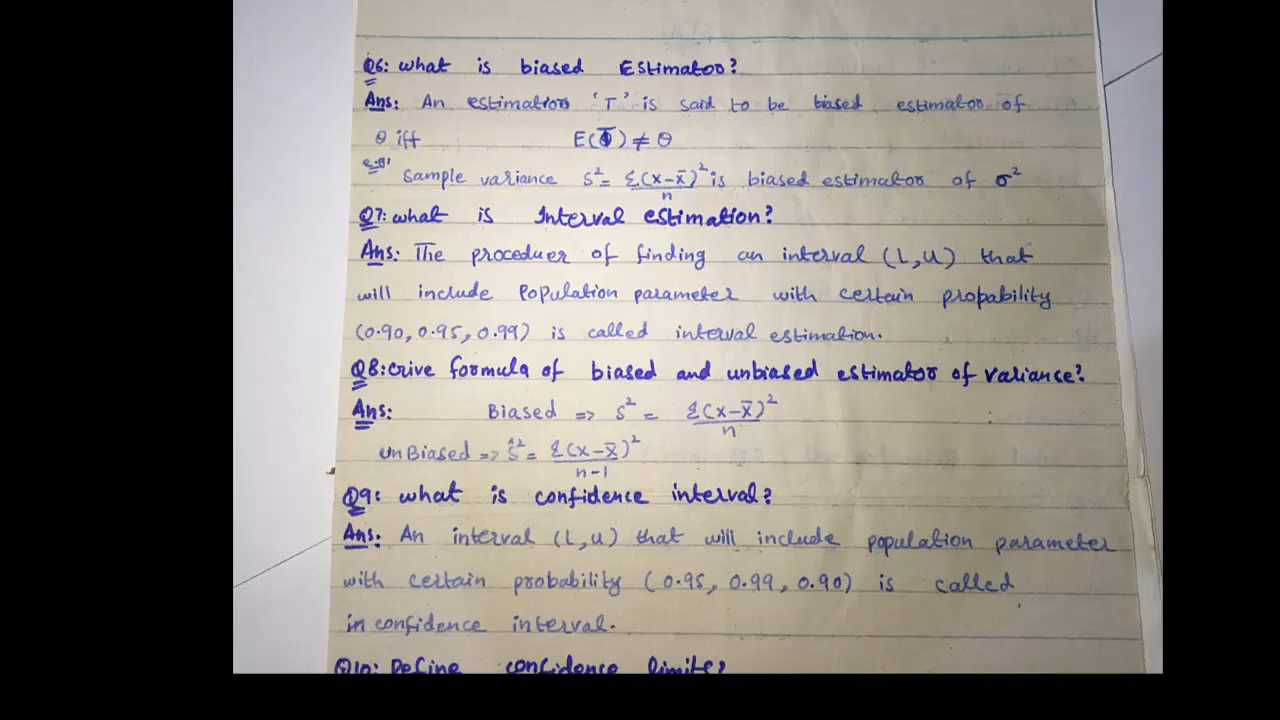 Q6: What is biased Estimator?
Ans: An estimator 'T' is said to be biased estimator of
θ iff E(T) ≠ θ
e.g; Sample variance S² = Σ(x-x̄)²/n is biased estimator of σ²
Q7: What is Interval estimation?
Ans: The proceduer of finding an interval (L,U) that
will include Population parameter with certain propability
(0.90, 0.95, 0.99) is called interval estimation.
Q8: Give formula of biased and unbiased estimator of variance?
Ans: Biased => S² = Σ(x-x̄)²/n
UnBiased => Ŝ² = Σ(x-x̄)²/n-1
Q9: What is confidence interval?
Ans: An interval (L,U) that will include population parameter
with certain probability (0.95, 0.99, 0.90) is called
in confidence interval.
Q10: Define confidence limits?